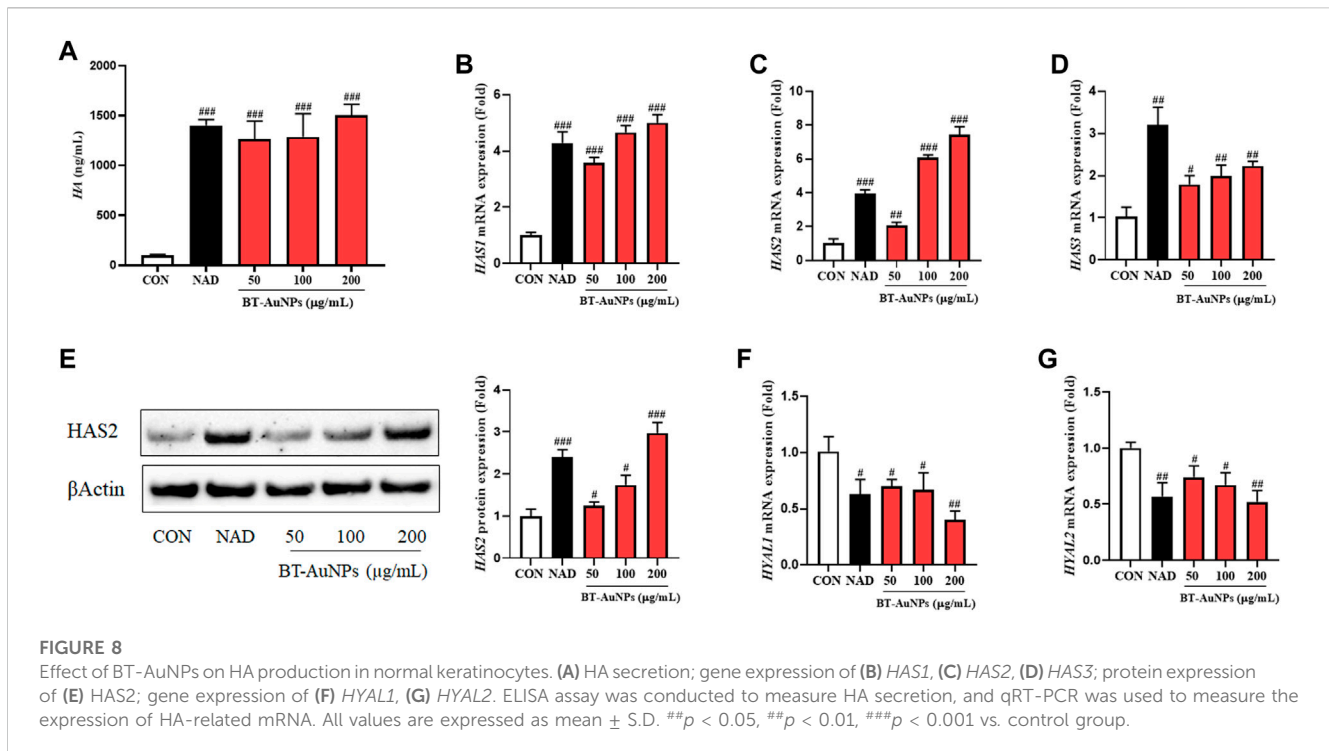 A
HA (ng/mL)
2000
1500
1000
500
0
###
###
###
###
CON
NAD
50
100
200
BT-AuNPs (µg/mL)
B
HAS1 mRNA expression (Fold)
6
4
2
0
###
###
###
###
CON
NAD
50
100
200
BT-AuNPs (µg/mL)
C
HAS2 mRNA expression (Fold)
10
8
6
4
2
0
###
##
###
###
CON
NAD
50
100
200
BT-AuNPs (µg/mL)
D
HAS3 mRNA expression (Fold)
4
3
2
1
0
##
#
##
##
CON
NAD
50
100
200
BT-AuNPs (µg/mL)
E
HAS2
βActin
CON NAD 50 100 200
BT-AuNPs (µg/mL)
HAS2 protein expression (Fold)
4
3
2
1
0
###
#
#
###
CON
NAD
50
100
200
BT-AuNPs (µg/mL)
F
HYAL1 mRNA expression (Fold)
1.5
1.0
0.5
0.0
#
#
#
##
CON
NAD
50
100
200
BT-AuNPs (µg/mL)
G
HYAL2 mRNA expression (Fold)
1.5
1.0
0.5
0.0
##
#
#
##
CON
NAD
50
100
200
BT-AuNPs (µg/mL)
FIGURE 8
Effect of BT-AuNPs on HA production in normal keratinocytes. (A) HA secretion; gene expression of (B) HAS1, (C) HAS2, (D) HAS3; protein expression
of (E) HAS2; gene expression of (F) HYAL1, (G) HYAL2. ELISA assay was conducted to measure HA secretion, and qRT-PCR was used to measure the
expression of HA-related mRNA. All values are expressed as mean ± S.D. ##p < 0.05, ##p < 0.01, ###p < 0.001 vs. control group.